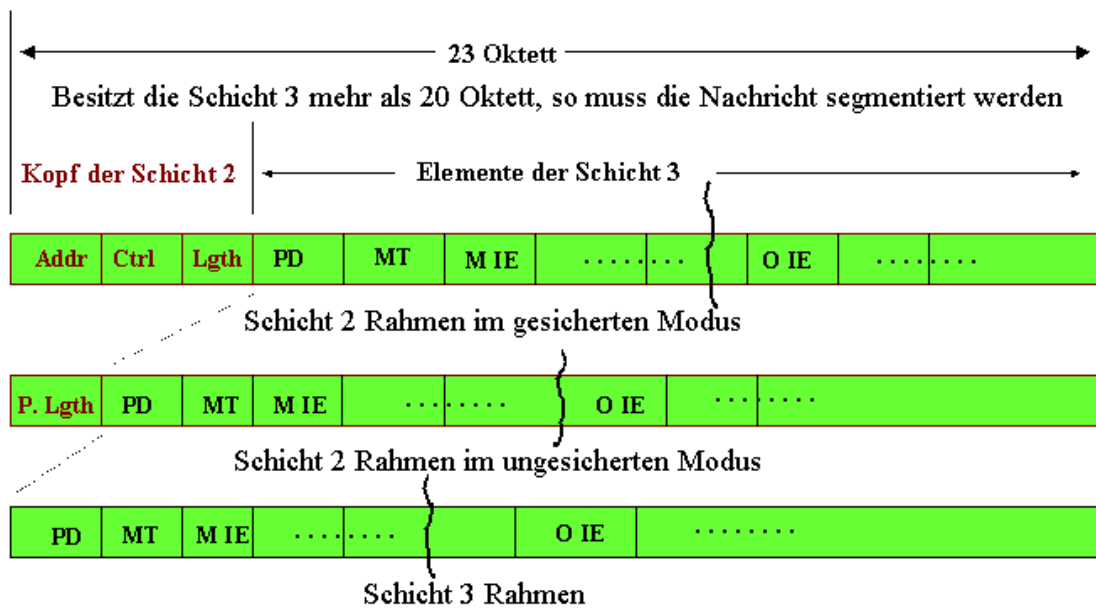 23 Oktett
Besitzt die Schicht 3 mehr als 20 Oktett, so muss die Nachricht segmentiert werden
Kopf der Schicht 2 Elemente der Schicht 3
Addr Ctrl Lgth PD MT M IE ........ O IE ........
Schicht 2 Rahmen im gesicherten Modus
P. Lgth PD MT M IE ........ O IE ........
Schicht 2 Rahmen im ungesicherten Modus
PD MT M IE ........ O IE ........
Schicht 3 Rahmen